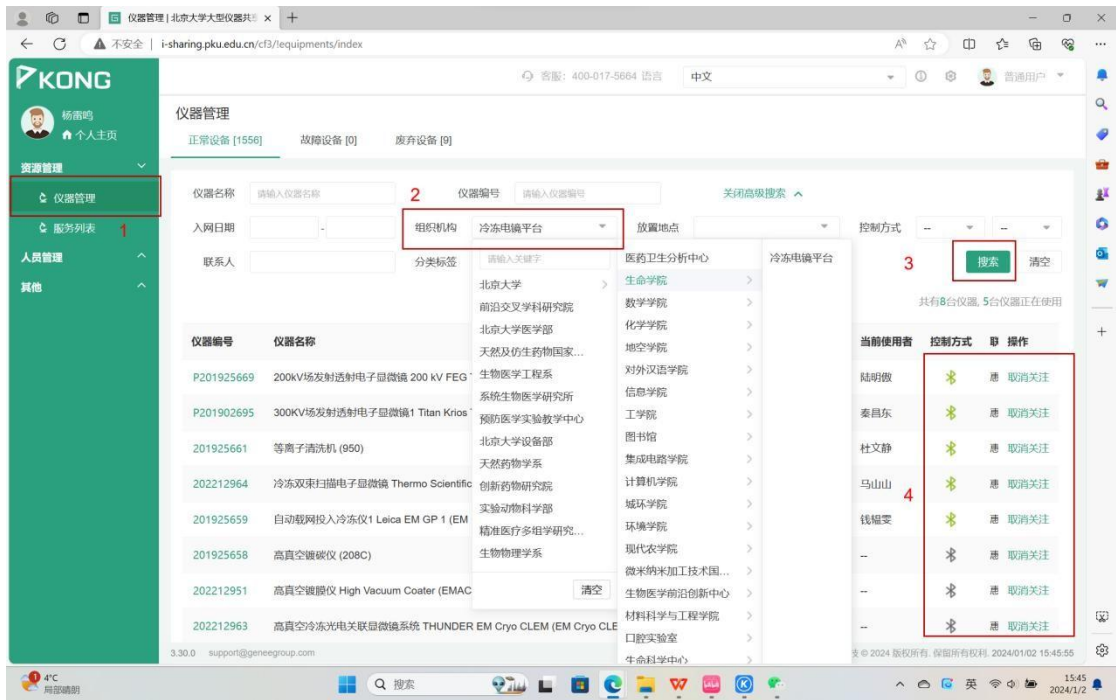 仪器管理 | 北京大学大型仪器共享
不安全 | i-sharing.pku.edu.cn/cf3/!equipments/index
PKONG
客服：400-017-5664 语言 中文 普通用户
杨雷鸣
个人主页
仪器管理
正常设备 [1556] 故障设备 [0] 废弃设备 [9]
资源管理
仪器管理
服务列表
1
人员管理
其他
仪器名称 请输入仪器名称 2 仪器编号 请输入仪器编号 关闭高级搜索
入网日期 - 组织机构 冷冻电镜平台 放置地点 控制方式 -- --
联系人 分类标签 3 搜索 清空
请输入关键字
北京大学
前沿交叉学科研究院
北京大学医学部
天然及仿生药物国家...
生物医学工程系
系统生物医学研究所
预防医学实验教学中心
北京大学设备部
天然药物学系
创新药物研究院
实验动物科学部
精准医疗多组学研究...
生物物理学系
清空
医药卫生分析中心
生命学院
数学学院
化学学院
地空学院
对外汉语学院
信息学院
工学院
图书馆
集成电路学院
计算机学院
城环学院
环境学院
现代农学院
微米纳米加工技术国...
生物医学前沿创新中心
材料科学与工程学院
口腔实验室
生命科学中心
冷冻电镜平台
共有8台仪器, 5台仪器正在使用
仪器编号 仪器名称 当前使用者 控制方式 联 操作
P201925669 200kV场发射透射电子显微镜 200 kV FEG 陆明傲 取消关注
P201902695 300KV场发射透射电子显微镜1 Titan Krios 秦昌东 取消关注
201925661 等离子清洗机 (950) 杜文静 取消关注
202212964 冷冻双束扫描电子显微镜 Thermo Scientific 马山山 取消关注
4
201925659 自动载网投入冷冻仪1 Leica EM GP 1 (EM 钱韫雯 取消关注
201925658 高真空镀碳仪 (208C) -- 取消关注
202212951 高真空镀膜仪 High Vacuum Coater (EMAC -- 取消关注
202212963 高真空冷冻光电关联显微镜系统 THUNDER EM Cryo CLEM (EM Cryo CLE -- 取消关注
3.30.0 support@geneegroup.com © 2024 版权所有. 保留所有权利. 2024/01/02 15:45:55
4°C
局部晴朗
搜索
英
15:45
2024/1/2